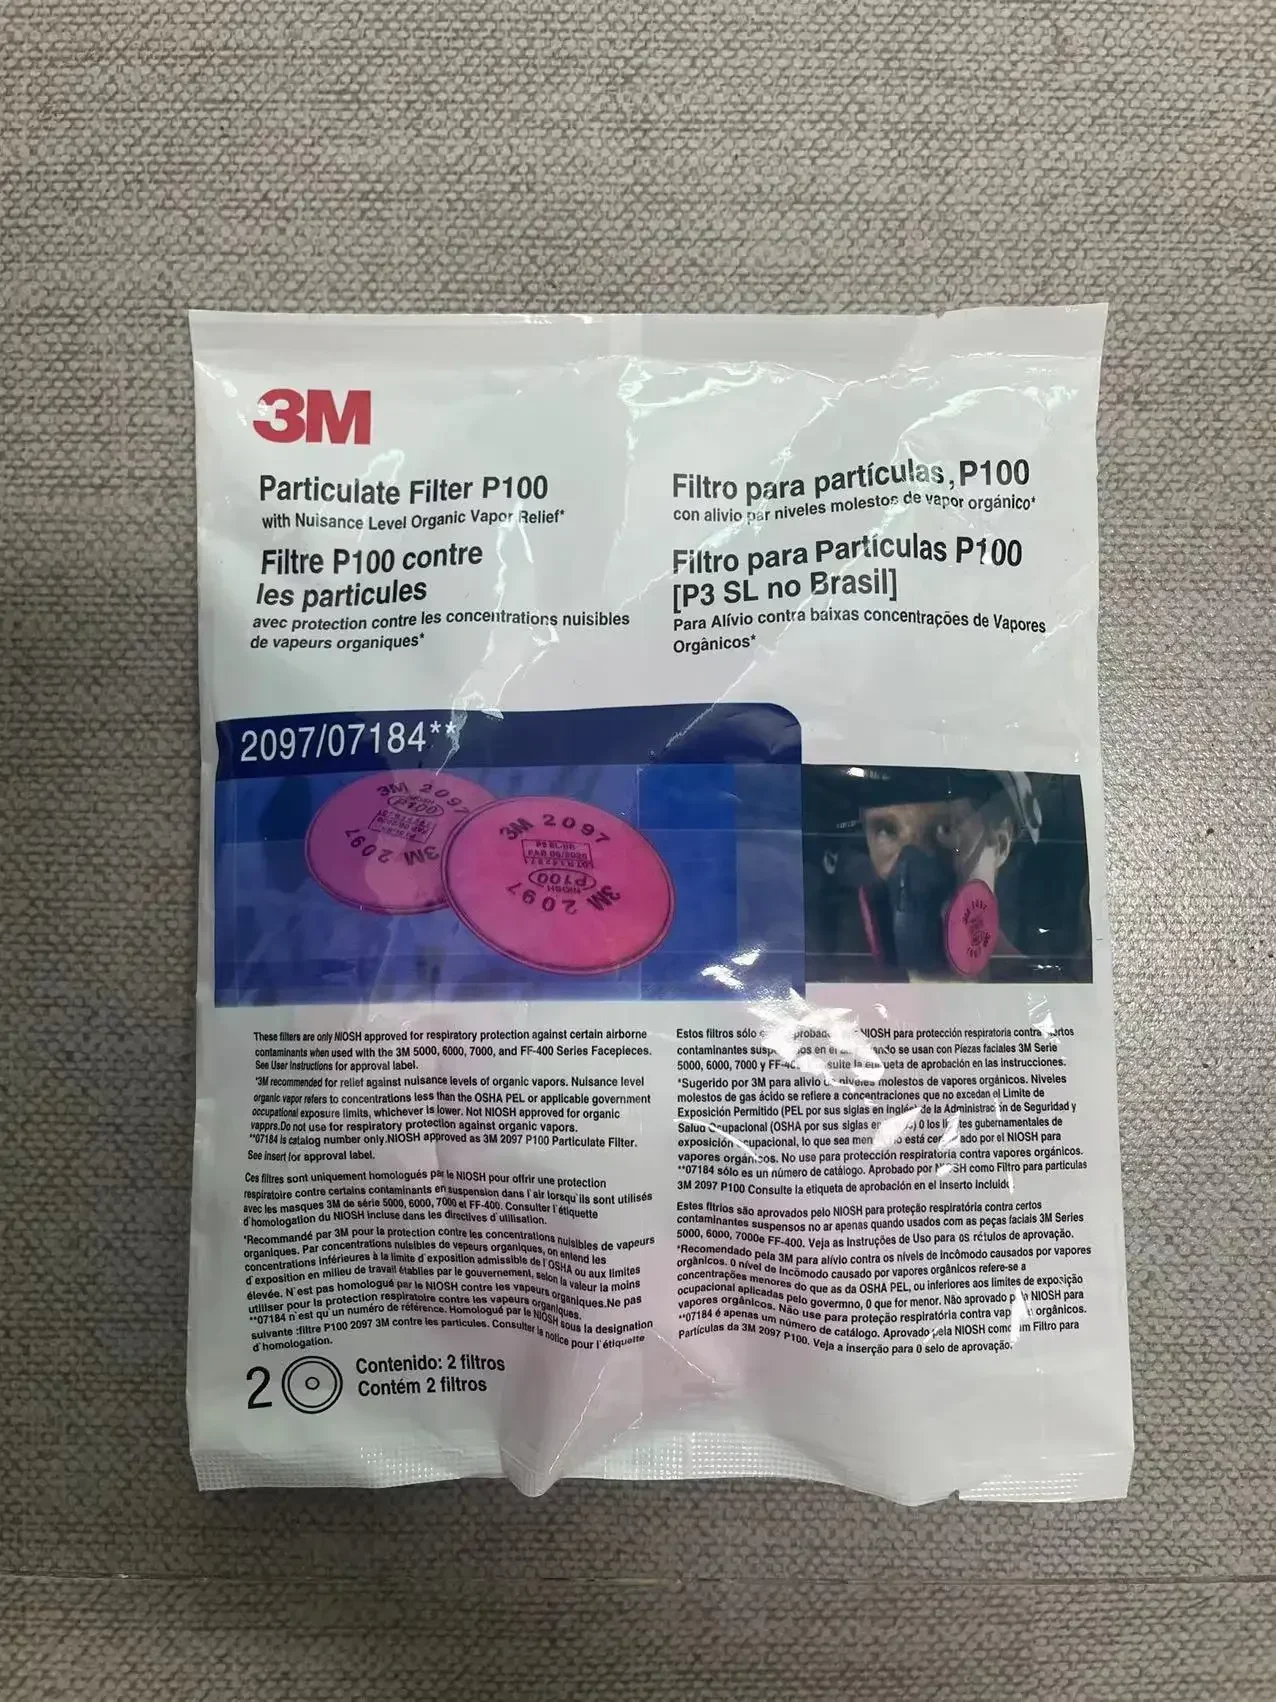 3M
Particulate Filter P100
with Nuisance Level Organic Vapor Relief*
Filtre P100 contre
les particules
avec protection contre les concentrations nuisibles
de vapeurs organiques*
Filtro para partículas, P100
con alivio par niveles molestos de vapor orgánico*
Filtro para Partículas P100
[P3 SL no Brasil]
Para Alívio contra baixas concentrações de Vapores
Orgânicos*
2097/07184**
3M 2097
NIOSH
P100
3M 2097
3M 2097
P100
NIOSH
3M 2097
3M 2097
These filters are only NIOSH approved for respiratory protection against certain airborne
contaminants when used with the 3M 5000, 6000, 7000, and FF-400 Series Facepieces.
See User Instructions for approval label.
*3M recommended for relief against nuisance levels of organic vapors. Nuisance level
organic vapor refers to concentrations less than the OSHA PEL or applicable government
occupational exposure limits, whichever is lower. Not NIOSH approved for organic
vapprs.Do not use for respiratory protection against organic vapors.
**07184 is catalog number only.NIOSH approved as 3M 2097 P100 Particulate Filter.
See insert for approval label.
Ces filtres sont uniquement homologués par le NIOSH pour offrir une protection
respiratoire contre certains contaminants en suspension dans l'air lorsqu'ils sont utilisés
avec les masques 3M de série 5000, 6000, 7000 et FF-400. Consulter l'étiquette
d'homologation du NIOSH incluse dans les directives d'utilisation.
*Recommandé par 3M pour la protection contre les concentrations nuisibles de vapeurs
organiques. Par concentrations nuisibles de vepeurs organiques, on entend les
concentrations inférieures à la limite d'exposition admissible de l'OSHA ou aux limites
d'exposition en milieu de travail établies par le gouvernement, selon la valeur la moins
élevée. N'est pas homologué par le NIOSH contre les vapeurs organiques.Ne pas
utiliser pour la protection respiratoire contre les vapeurs organiques.
**07184 n'est qu'un numéro de référence. Homologué par le NIOSH sous la designation
suivante :filtre P100 2097 3M contre les particules. Consulter la notice pour l'étiquette
d'homologation.
Estos filtros sólo NIOSH para protección respiratoria contra
contaminantes en el se usan con Piezas faciales 3M Serie
5000, 6000, 7000 y la etiqueta de aprobación en las instrucciones.
*Sugerido por 3M para alivio de niveles molestos de vapores orgánicos. Niveles
molestos de gas ácido se refiere a concentraciones que no excedan el Limite de
Exposición Permitido (PEL por sus siglas en Inglés) de la Administración de Seguridad y
Salud Ocupacional (OSHA por sus siglas 0 los gubernamentales de
exposición ocupacional, lo que sea está por el NIOSH para
vapores orgánicos. No use para protección respiratoria contra vapores orgánicos.
**07184 sólo es un número de catálogo. Aprobado por como Filtro para particulas
3M 2097 P100 Consulte la etiqueta de aprobación en el Inserto Incluido
Estes filtrios são aprovados pelo NIOSH para proteção respiratória contra certos
contaminantes suspensos no ar apenas quando usados com as peças faciais 3M Series
5000, 6000, 7000e FF-400. Veja as Instruções de Uso para os rótulos de aprovação.
*Recomendado pela 3M para alívio contra os níveis de incômodo causados por vapores
orgânicos. 0 nível de incômodo causado por vapores orgânicos refere-se a
concentrações menores do que as da OSHA PEL, ou inferiores aos limites de exposição
ocupacional aplicadas pelo govermno, 0 que for menor. Não aprovado NIOSH para
vapores orgânicos. Não use para proteção respiratória contra orgânicos.
**07184 é apenas um número de catálogo. Aprovado pela NIOSH como um Filtro para
Partículas da 3M 2097 P100. Veja a inserção para 0 selo de aprovação.
2
Contenido: 2 filtros
Contém 2 filtros